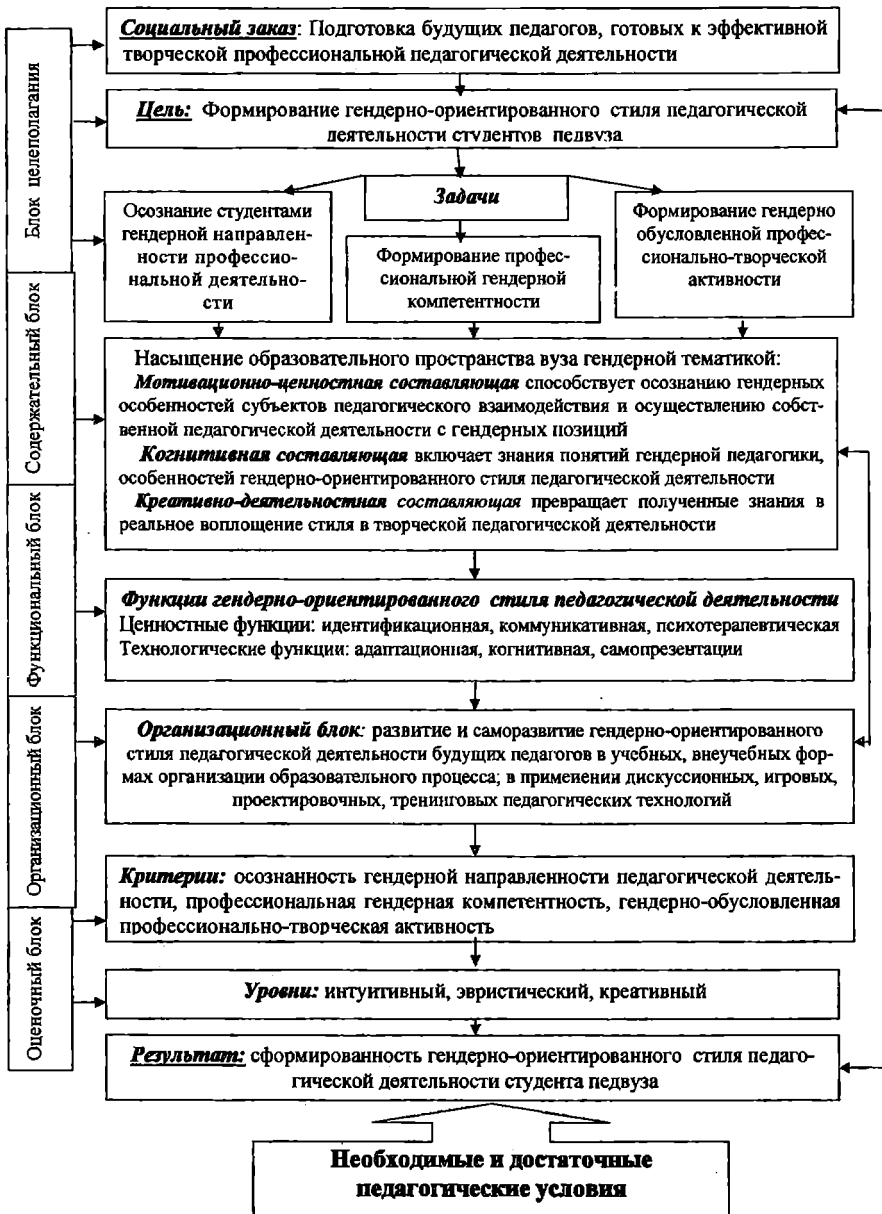 Социальный заказ: Подготовка будущих педагогов, готовых к эффективной
творческой профессиональной педагогической деятельности
Цель: Формирование гендерно-ориентированного стиля педагогической
деятельности студентов педвуза
Задачи
Осознание студентами
гендерной направлен-
ности профессио-
нальной деятельно-
сти
Формирование профес-
сиональной гендерной
компетентности
Формирование гендерно
обусловленной профес-
сионально-творческой
активности
Насыщение образовательного пространства вуза гендерной тематикой:
Мотивационно-ценностная составляющая способствует осознанию гендерных
особенностей субъектов педагогического взаимодействия и осуществлению собст-
венной педагогической деятельности с гендерных позиций
Когнитивная составляющая включает знания понятий гендерной педагогики,
особенностей гендерно-ориентированного стиля педагогической деятельности
Креативно-деятельностная составляющая превращает полученные знания в
реальное воплощение стиля в творческой педагогической деятельности
Функции гендерно-ориентированного стиля педагогической деятельности
Ценностные функции: идентификационная, коммуникативная, психотерапевтическая
Технологические функции: адаптационная, когнитивная, самопрезентации
Организационный блок: развитие и саморазвитие гендерно-ориентированного
стиля педагогической деятельности будущих педагогов в учебных, внеучебных фор-
мах организации образовательного процесса; в применении дискуссионных, игровых,
проектировочных, тренинговых педагогических технологий
Критерии: осознанность гендерной направленности педагогической деятель-
ности, профессиональная гендерная компетентность, гендерно-обусловленная
профессионально-творческая активность
Уровни: интуитивный, эвристический, креативный
Результат: сформированность гендерно-ориентированного стиля педаго-
гической деятельности студента педвуза
Необходимые и достаточные
педагогические условия
Блок целеполагания
Содержательный блок
Функциональный блок
Организационный блок
Оценочный блок